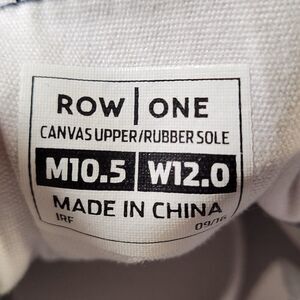 ROW | ONE
CANVAS UPPER/RUBBER SOLE
M10.5 W12.0
MADE IN CHINA
IRF 09/16